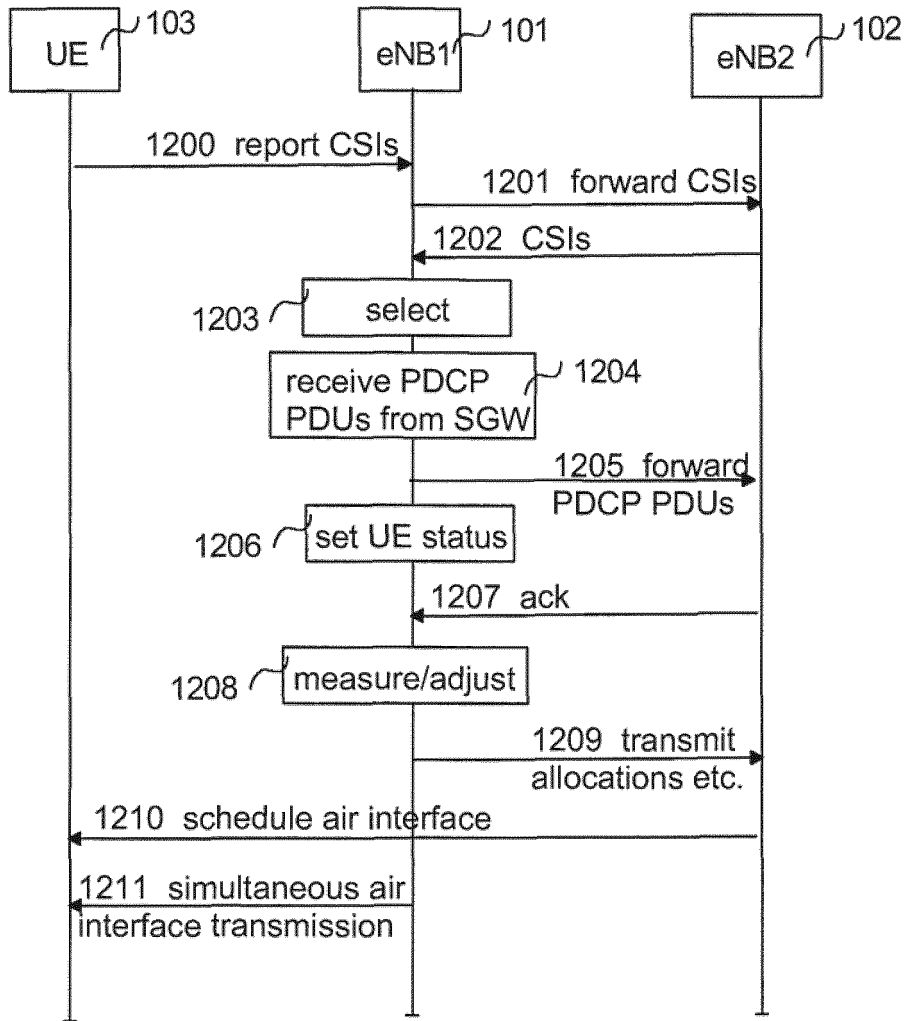 103
UE
101
eNB1
102
eNB2
1200 report CSIs
1201 forward CSIs
1202 CSIs
1203
select
1204
receive PDCP
PDUs from SGW
1205 forward
PDCP PDUs
1206
set UE status
1207 ack
1208
measure/adjust
1209 transmit
allocations etc.
1210 schedule air interface
1211 simultaneous air
interface transmission